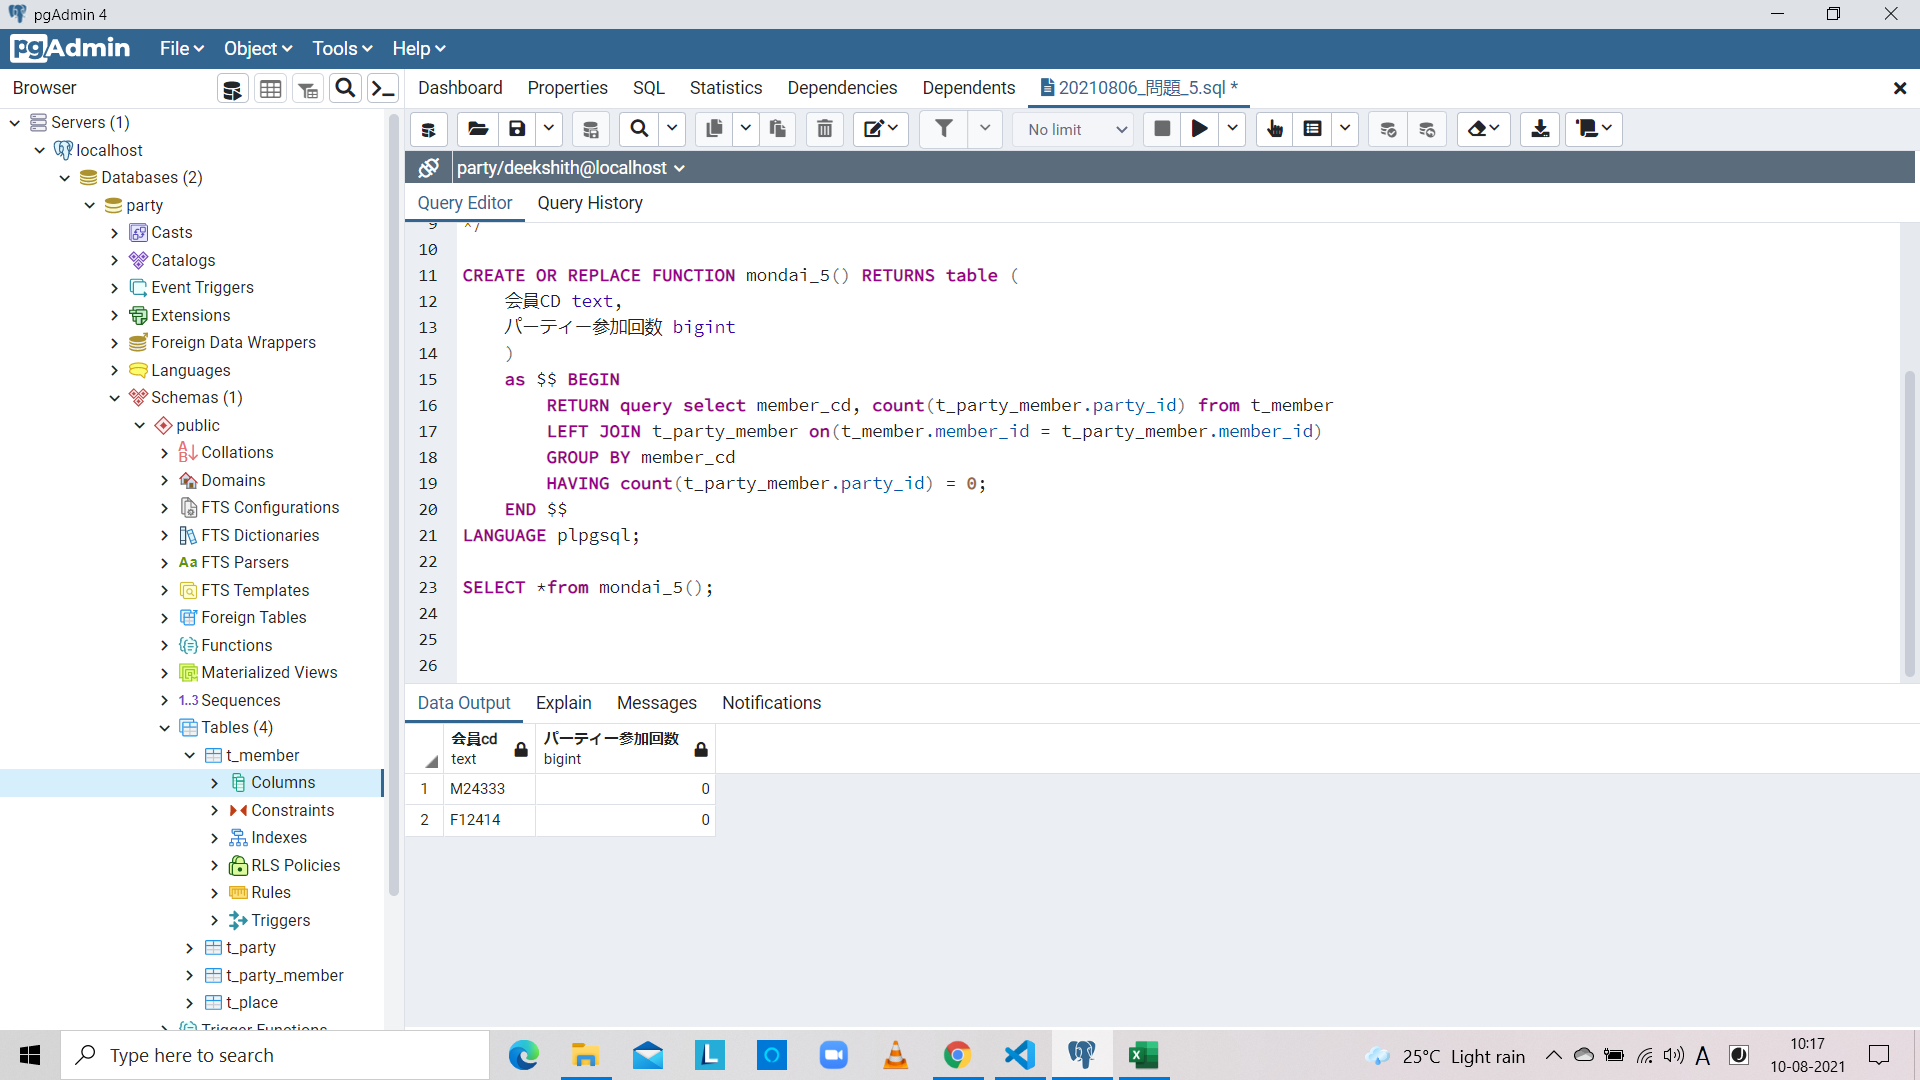 pgAdmin 4
pgAdmin File Object Tools Help
Browser
Dashboard Properties SQL Statistics Dependencies Dependents 20210806_問題_5.sql *
No limit
party/deekshith@localhost
Query Editor Query History
Servers (1)
localhost
Databases (2)
party
Casts
Catalogs
Event Triggers
Extensions
Foreign Data Wrappers
Languages
Schemas (1)
public
Collations
Domains
FTS Configurations
FTS Dictionaries
FTS Parsers
FTS Templates
Foreign Tables
Functions
Materialized Views
1..3 Sequences
Tables (4)
t_member
Columns
Constraints
Indexes
RLS Policies
Rules
Triggers
t_party
t_party_member
t_place
Trigger Functions
9 */
10
11 CREATE OR REPLACE FUNCTION mondai_5() RETURNS table (
12 会員CD text,
13 パーティー参加回数 bigint
14 )
15 as $$ BEGIN
16 RETURN query select member_cd, count(t_party_member.party_id) from t_member
17 LEFT JOIN t_party_member on(t_member.member_id = t_party_member.member_id)
18 GROUP BY member_cd
19 HAVING count(t_party_member.party_id) = 0;
20 END $$
21 LANGUAGE plpgsql;
22
23 SELECT *from mondai_5();
24
25
26
Data Output Explain Messages Notifications
会員cd パーティー参加回数
text bigint
1 M24333 0
2 F12414 0
Type here to search
25°C Light rain
A
10:17
10-08-2021